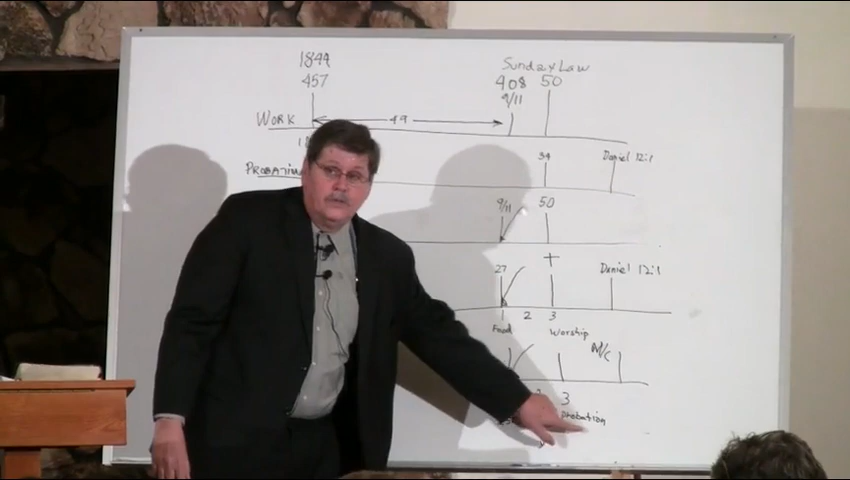 1844
457
Sunday Law
408 50
9/11
WORK
49
34
Daniel 12:1
9/11
50
27
Daniel 12:1
2 3
Food
Worship
M/C
3
probation